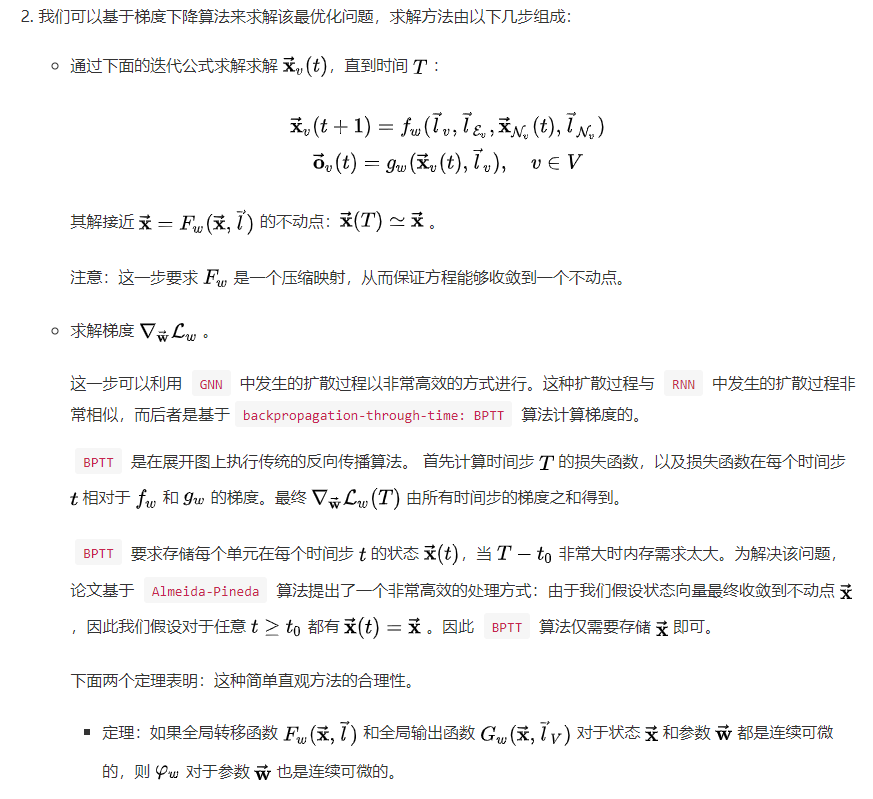 2. 我们可以基于梯度下降算法来求解该最优化问题，求解方法由以下几步组成：
○ 通过下面的迭代公式求解求解 $\vec{\mathbf{x}}_v(t)$，直到时间 $T$ ：
$\vec{\mathbf{x}}_v(t+1) = f_w(\vec{l}_v, \vec{l}_{\mathcal{E}_v}, \vec{\mathbf{x}}_{\mathcal{N}_v}(t), \vec{l}_{\mathcal{N}_v})$
$\vec{\mathbf{o}}_v(t) = g_w(\vec{\mathbf{x}}_v(t), \vec{l}_v), \quad v \in V$
其解接近 $\vec{\mathbf{x}} = F_w(\vec{\mathbf{x}}, \vec{l})$ 的不动点：$\vec{\mathbf{x}}(T) \simeq \vec{\mathbf{x}}$ 。
注意：这一步要求 $F_w$ 是一个压缩映射，从而保证方程能够收敛到一个不动点。
○ 求解梯度 $\nabla_{\vec{\mathbf{w}}} \mathcal{L}_w$ 。
这一步可以利用 GNN 中发生的扩散过程以非常高效的方式进行。这种扩散过程与 RNN 中发生的扩散过程非
常相似，而后者是基于 backpropagation-through-time: BPTT 算法计算梯度的。
BPTT 是在展开图上执行传统的反向传播算法。 首先计算时间步 $T$ 的损失函数，以及损失函数在每个时间步
$t$ 相对于 $f_w$ 和 $g_w$ 的梯度。最终 $\nabla_{\vec{\mathbf{w}}} \mathcal{L}_w(T)$ 由所有时间步的梯度之和得到。
BPTT 要求存储每个单元在每个时间步 $t$ 的状态 $\vec{\mathbf{x}}(t)$，当 $T - t_0$ 非常大时内存需求太大。为解决该问题，
论文基于 Almeida-Pineda 算法提出了一个非常高效的处理方式：由于我们假设状态向量最终收敛到不动点 $\vec{\mathbf{x}}$
，因此我们假设对于任意 $t \geq t_0$ 都有 $\vec{\mathbf{x}}(t) = \vec{\mathbf{x}}$ 。因此 BPTT 算法仅需要存储 $\vec{\mathbf{x}}$ 即可。
下面两个定理表明：这种简单直观方法的合理性。
■ 定理：如果全局转移函数 $F_w(\vec{\mathbf{x}}, \vec{l})$ 和全局输出函数 $G_w(\vec{\mathbf{x}}, \vec{l}_V)$ 对于状态 $\vec{\mathbf{x}}$ 和参数 $\vec{\mathbf{w}}$ 都是连续可微
的，则 $\varphi_w$ 对于参数 $\vec{\mathbf{w}}$ 也是连续可微的。